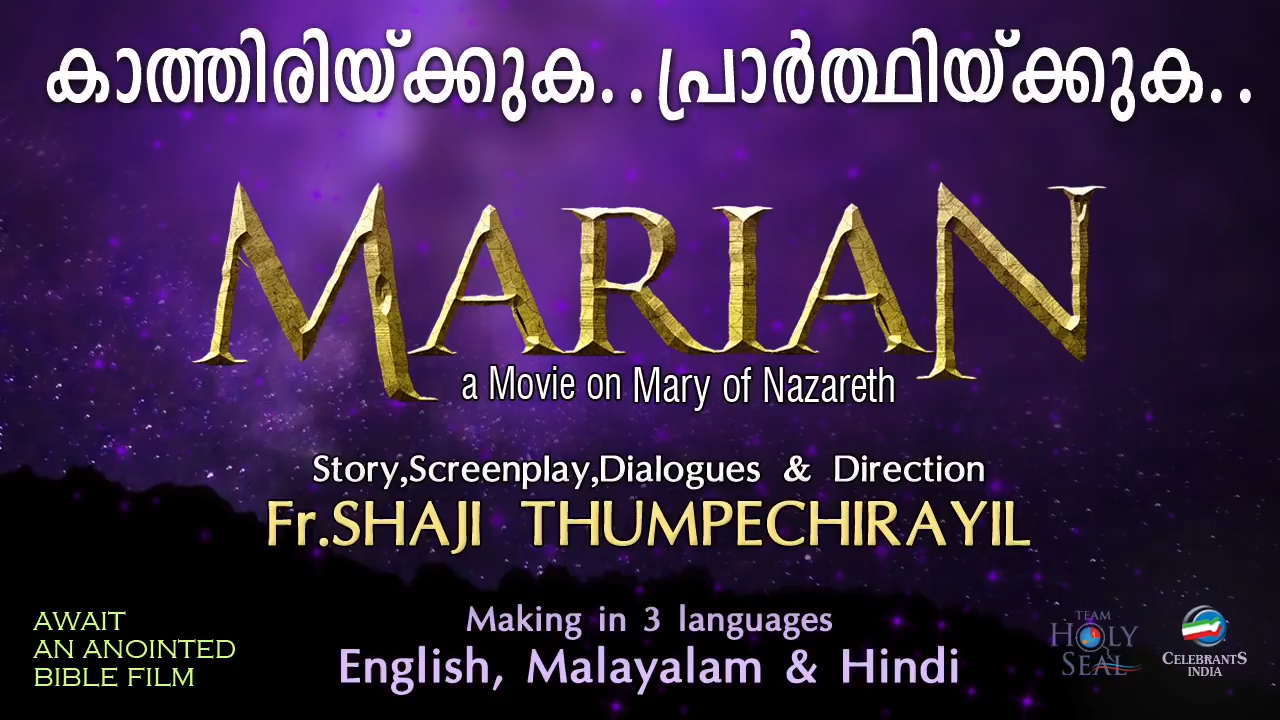 കാത്തിരിയ്ക്കുക..പ്രാർത്ഥിയ്ക്കുക..
MARIAN
a Movie on Mary of Nazareth
Story,Screenplay,Dialogues & Direction
Fr.SHAJI THUMPECHIRAYIL
AWAIT
AN ANOINTED
BIBLE FILM
Making in 3 languages
English, Malayalam & Hindi
TEAM
HOLY
SEAL
CELEBRANTS
INDIA